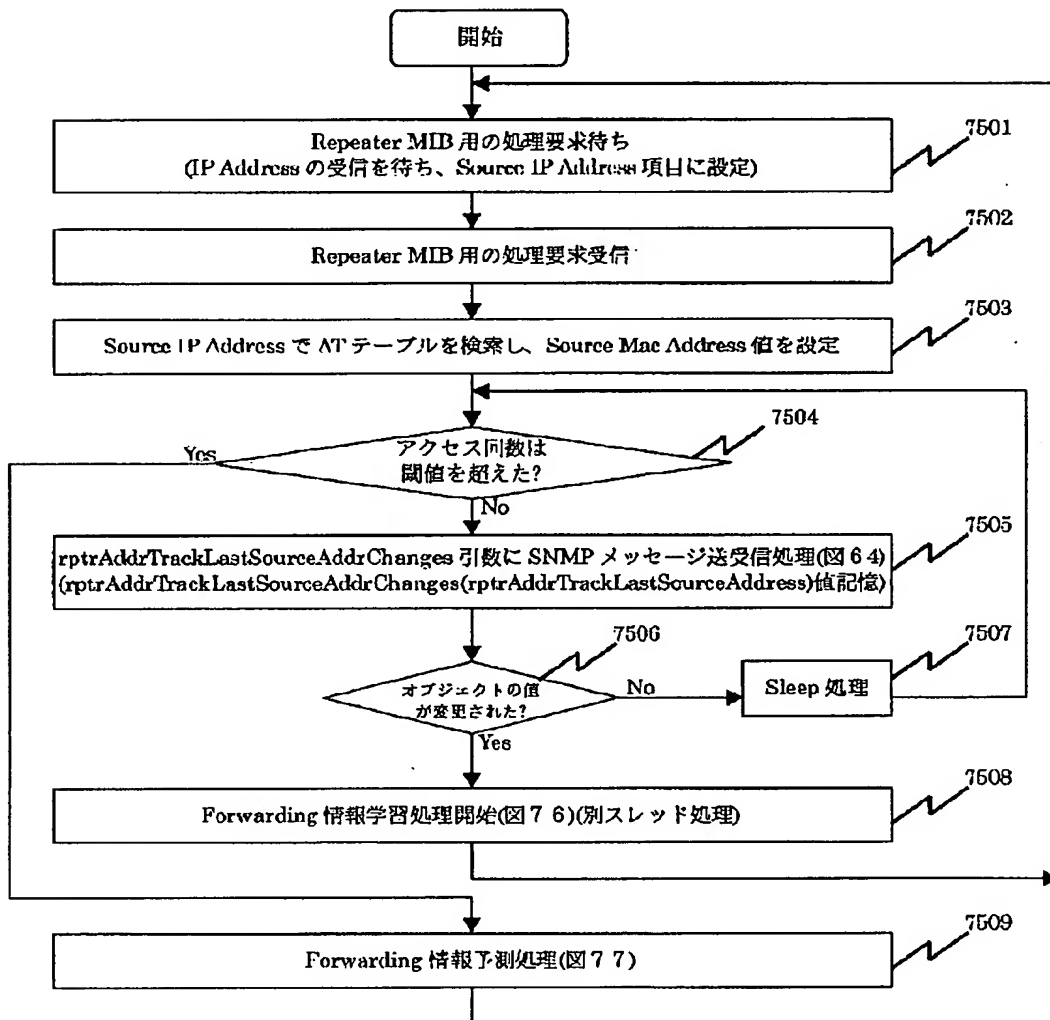 開始
Repeater MIB 用の処理要求待ち
(IP Address の受信を待ち、Source IP Address 項目に設定)
7501
7502
Repeater MIB 用の処理要求受信
7503
Source IP Address で AT テーブルを検索し、Source Mac Address 値を設定
7504
アクセス回数は
閾値を超えた?
Yes
No
7505
rptrAddrTrackLastSourceAddrChanges 引数に SNMP メッセージ送受信処理(図64)
(rptrAddrTrackLastSourceAddrChanges(rptrAddrTrackLastSourceAddress)値記憶)
7506
オブジェクトの値
が変更された?
No
7507
Sleep 処理
Yes
7508
Forwarding 情報学習処理開始(図76)(別スレッド処理)
7509
Forwarding 情報予測処理(図77)